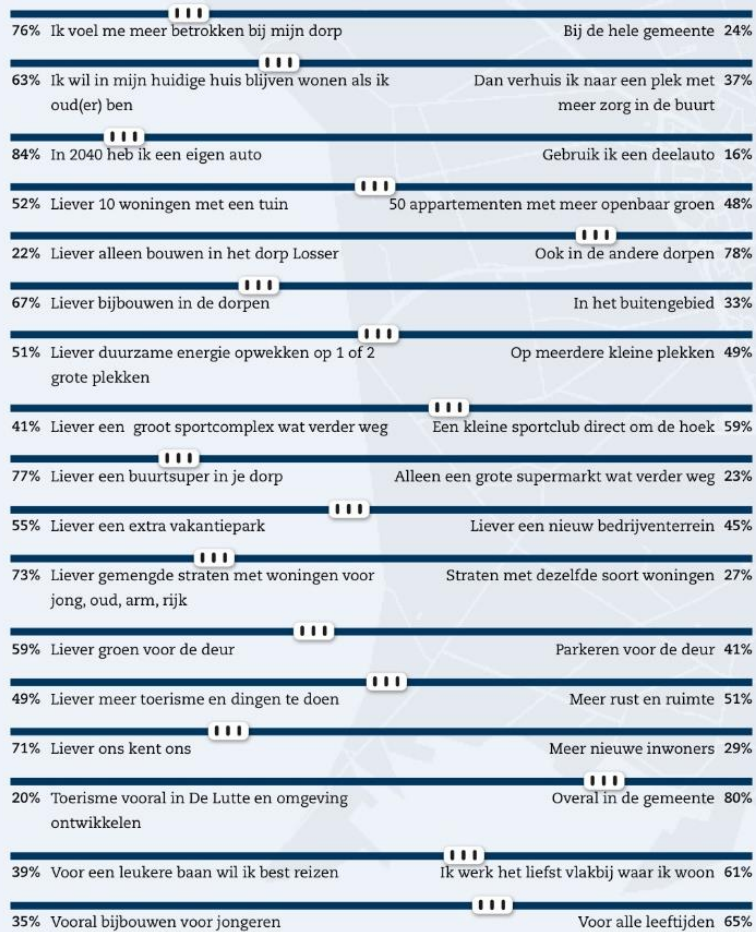 76% Ik voel me meer betrokken bij mijn dorp Bij de hele gemeente 24%
63% Ik wil in mijn huidige huis blijven wonen als ik Dan verhuis ik naar een plek met 37%
oud(er) ben meer zorg in de buurt
84% In 2040 heb ik een eigen auto Gebruik ik een deelauto 16%
52% Liever 10 woningen met een tuin 50 appartementen met meer openbaar groen 48%
22% Liever alleen bouwen in het dorp Losser Ook in de andere dorpen 78%
67% Liever bijbouwen in de dorpen In het buitengebied 33%
51% Liever duurzame energie opwekken op 1 of 2 Op meerdere kleine plekken 49%
grote plekken
41% Liever een groot sportcomplex wat verder weg Een kleine sportclub direct om de hoek 59%
77% Liever een buurtsuper in je dorp Alleen een grote supermarkt wat verder weg 23%
55% Liever een extra vakantiepark Liever een nieuw bedrijventerrein 45%
73% Liever gemengde straten met woningen voor Straten met dezelfde soort woningen 27%
jong, oud, arm, rijk
59% Liever groen voor de deur Parkeren voor de deur 41%
49% Liever meer toerisme en dingen te doen Meer rust en ruimte 51%
71% Liever ons kent ons Meer nieuwe inwoners 29%
20% Toerisme vooral in De Lutte en omgeving Overal in de gemeente 80%
ontwikkelen
39% Voor een leukere baan wil ik best reizen Ik werk het liefst vlakbij waar ik woon 61%
35% Vooral bijbouwen voor jongeren Voor alle leeftijden 65%